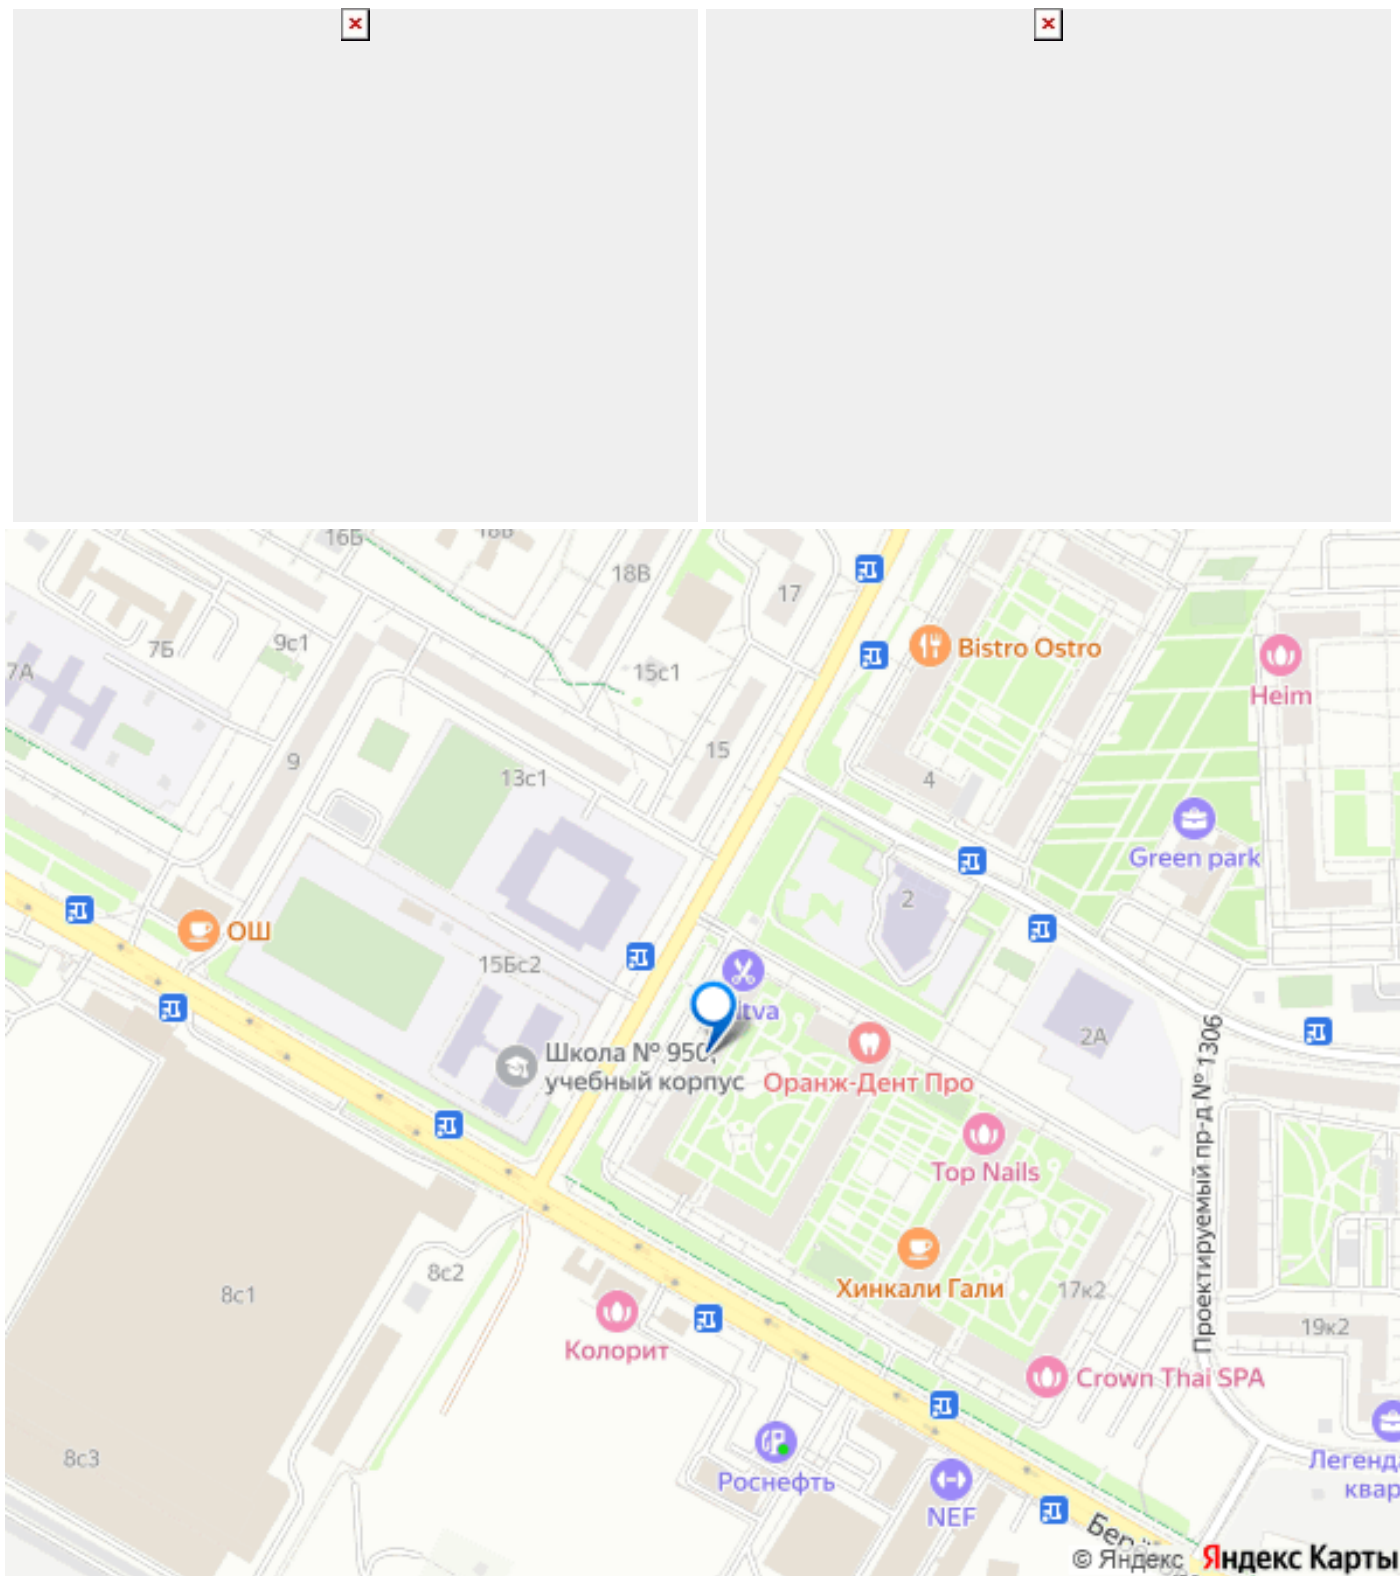 16Б
18В
17
Bistro Ostro
7Б
9с1
7А
15с1
Heim
9
13с1
15
4
Green park
2
ОШ
15Бс2
2А
Школа № 950,
учебный корпус
Оранж-Дент Про
Top Nails
Проектируемый пр-д № 1306
8с2
8с1
Хинкали Гали
17к2
19к2
Колорит
Crown Thai SPA
8с3
Роснефть
NEF
© Яндекс Яндекс Карты